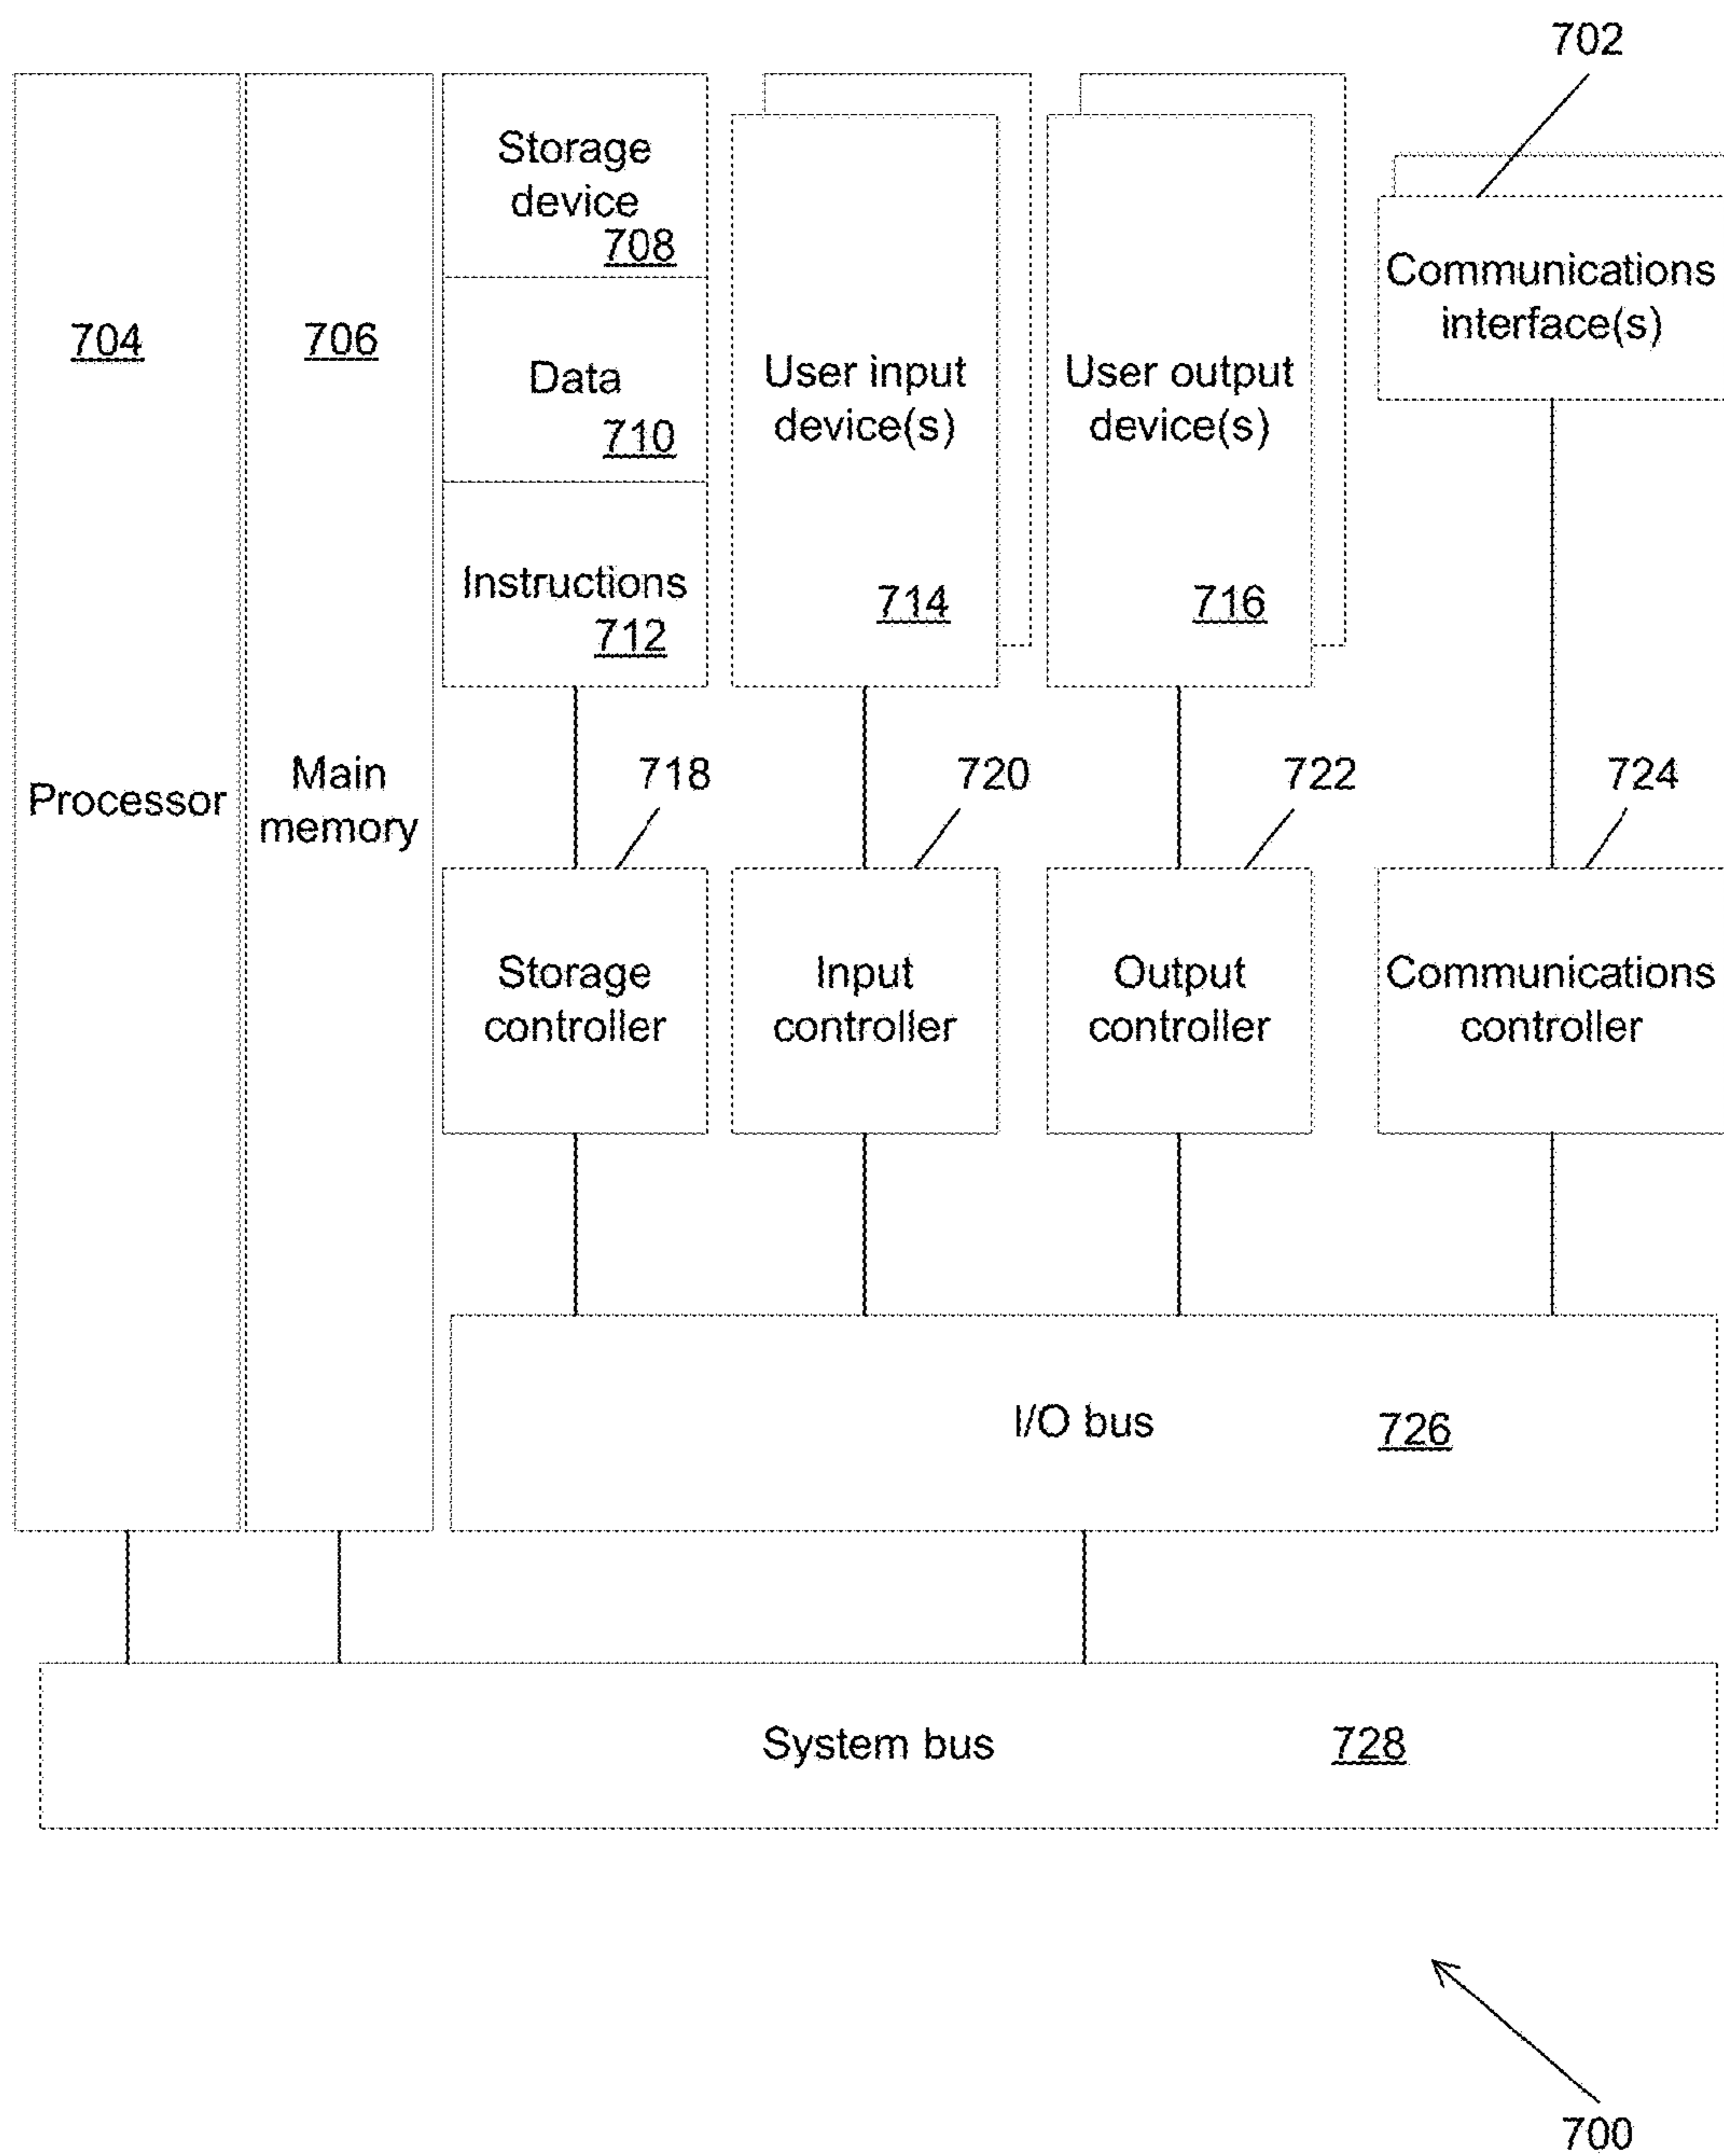 702
704
Processor
706
Main
memory
Storage
device
708
Data
710
Instructions
712
User input
device(s)
714
User output
device(s)
716
Communications
interface(s)
718
720
722
724
Storage
controller
Input
controller
Output
controller
Communications
controller
I/O bus
726
System bus
728
700